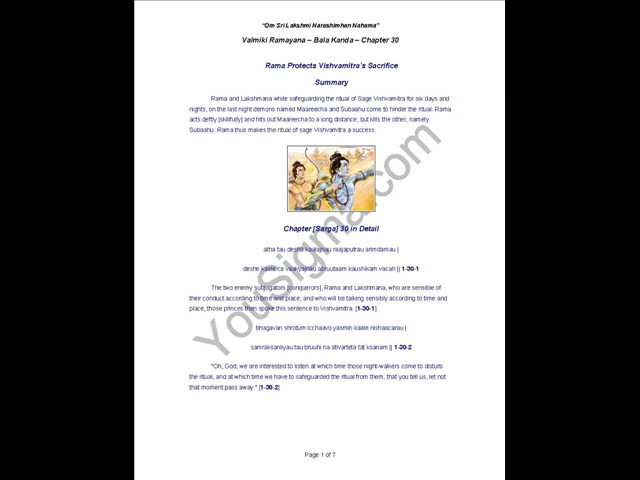 "Om Sri Lakshmi Narashimhan Nahama"
Valmiki Ramayana – Bala Kanda – Chapter 30
Rama Protects Vishvamitra's Sacrifice
Summary
Rama and Lakshmana while safeguarding the ritual of Sage Vishvamitra for six days and
nights, on the last night demons named Maareecha and Subaahu come to hinder the ritual. Rama
acts deftly [skillfully] and hits out Maareecha to a long distance, but kills the other, namely
Subaahu. Rama thus makes the ritual of sage Vishvamitra a success.
Chapter [Sarga] 30 in Detail
atha tau desha kaalajnau raajaputrau arimdamau |
deshe kaale ca vaakyajnau abruutaam kaushikam vacah || 1-30-1
The two enemy subjugators [conquerors], Rama and Lakshmana, who are sensible of
their conduct according to time and place, and who will be talking sensibly according to time and
place, those princes then spoke this sentence to Vishvamitra. [1-30-1]
bhagavan shrotum icchaavo yasmin kaale nishaacarau |
samraksaniiyau tau bruuhi na ativarteta tat ksanam || 1-30-2
"Oh, God, we are interested to listen at which time those night-walkers come to disturb
the ritual, and at which time we have to safeguarded the ritual from them, that you tell us, let not
that moment pass away." [1-30-2]
Page 1 of 7
YouSigma.com